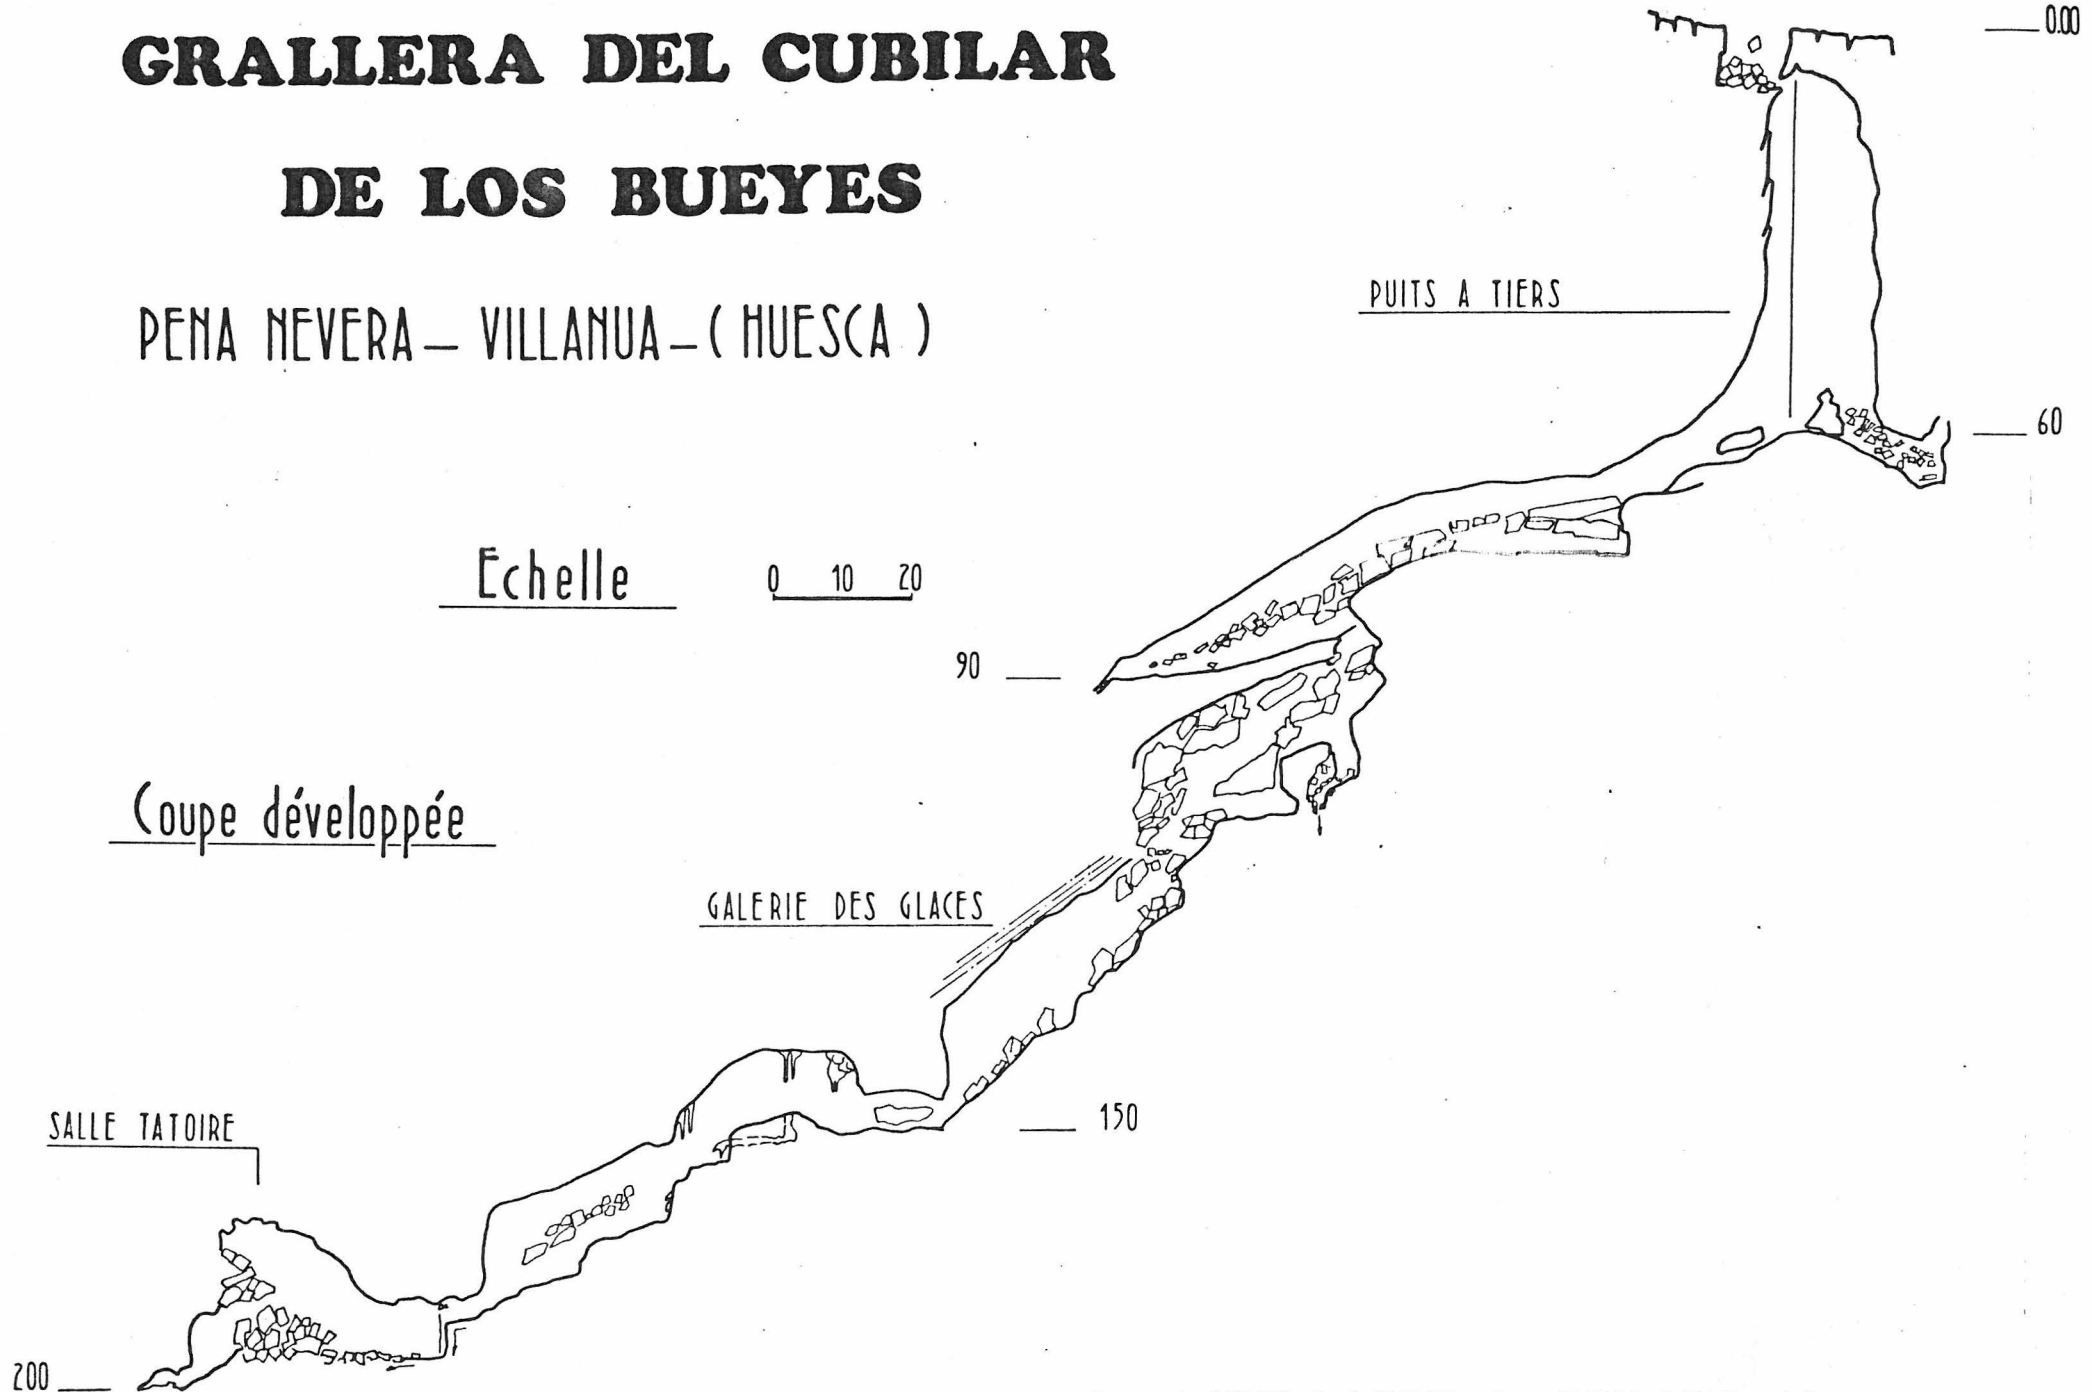 GRALLERA DEL CUBILAR
DE LOS BUEYES
PENA NEVERA – VILLANUA – (HUESCA)
0.00
PUITS A TIERS
60
Echelle
0 10 20
90
Coupe développée
GALERIE DES GLACES
150
SALLE TATOIRE
200